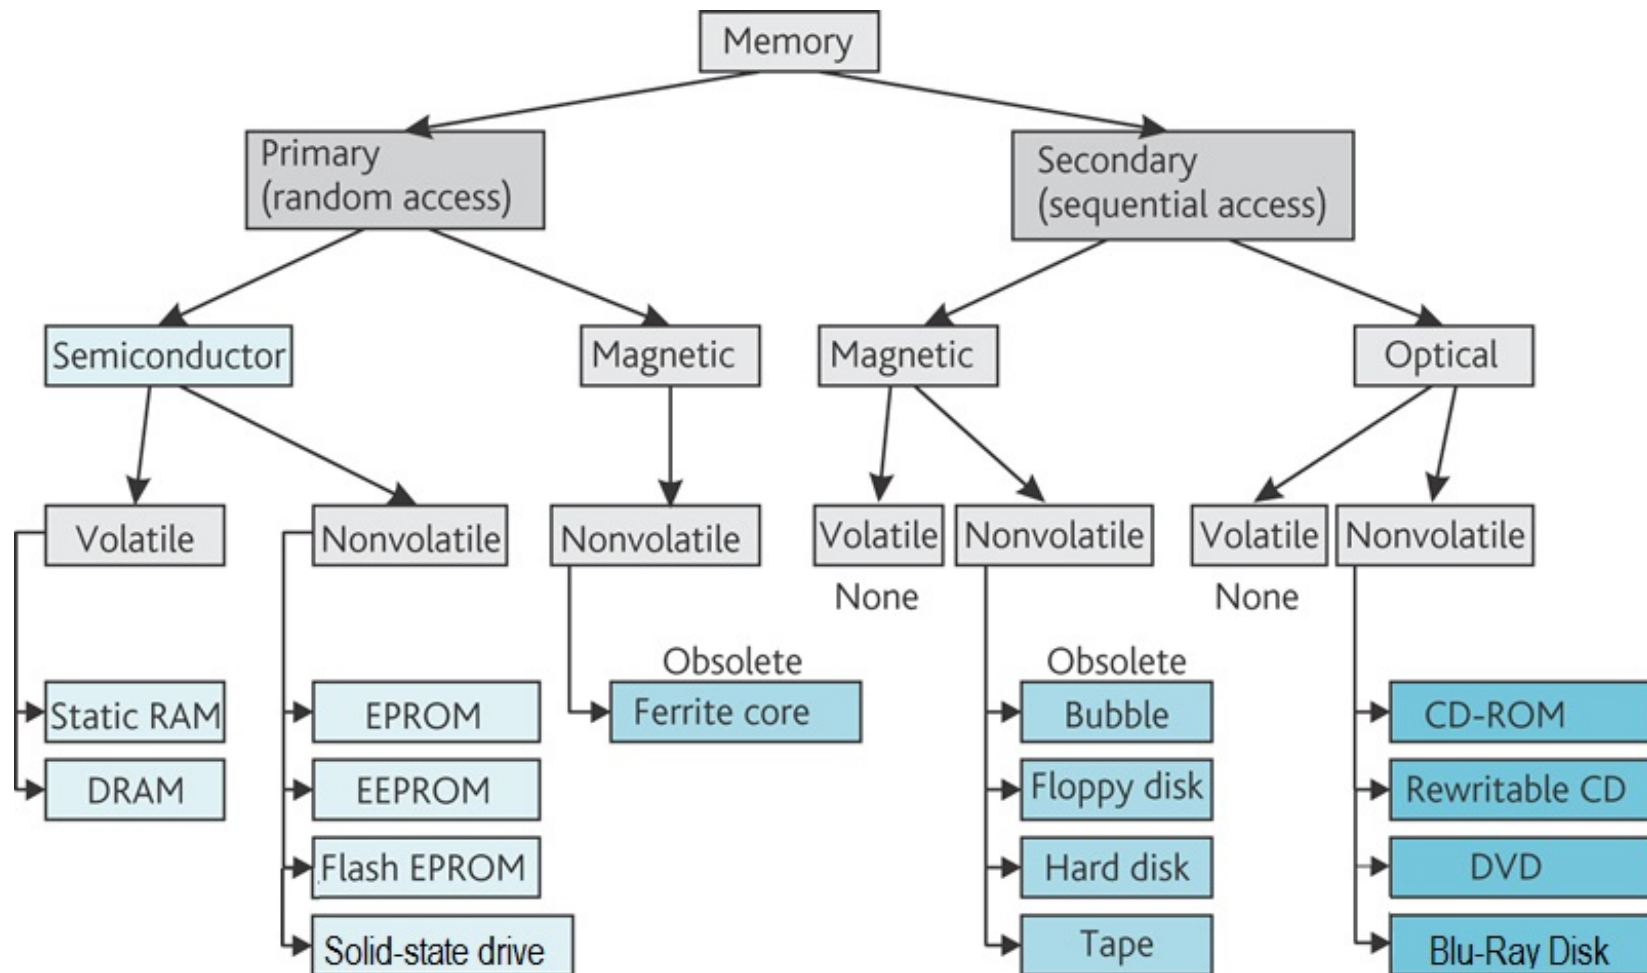 Memory
Primary
(random access)
Secondary
(sequential access)
Semiconductor
Magnetic
Magnetic
Optical
Volatile
Nonvolatile
Nonvolatile
Volatile
Nonvolatile
Volatile
Nonvolatile
None
None
Obsolete
Obsolete
Static RAM
EPROM
Ferrite core
Bubble
CD-ROM
DRAM
EEPROM
Floppy disk
Rewritable CD
Flash EPROM
Hard disk
DVD
Solid-state drive
Tape
Blu-Ray Disk